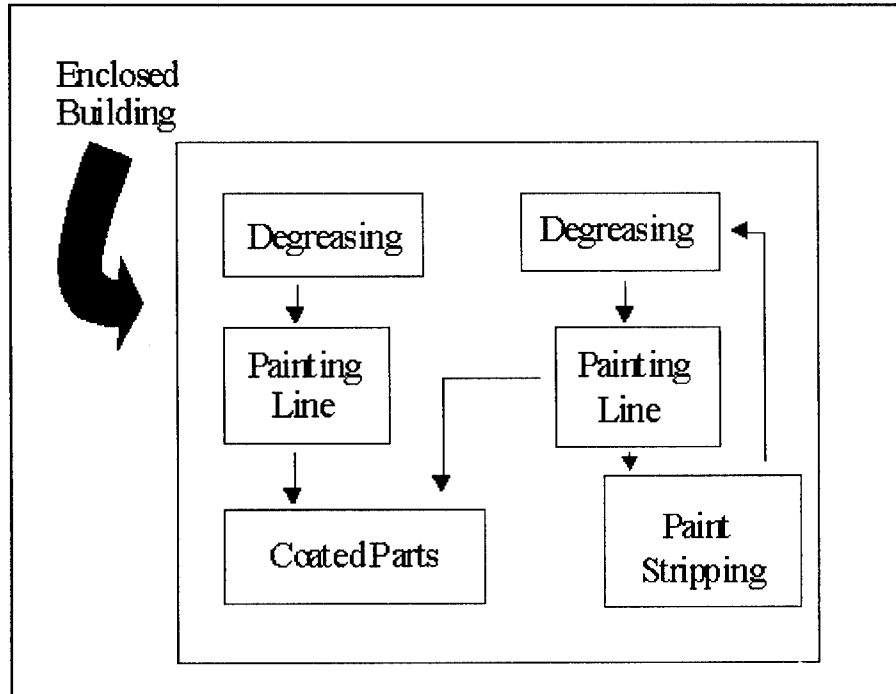 Enclosed
Building
Degreasing
Degreasing
Painting
Line
Painting
Line
Coated Parts
Paint
Stripping